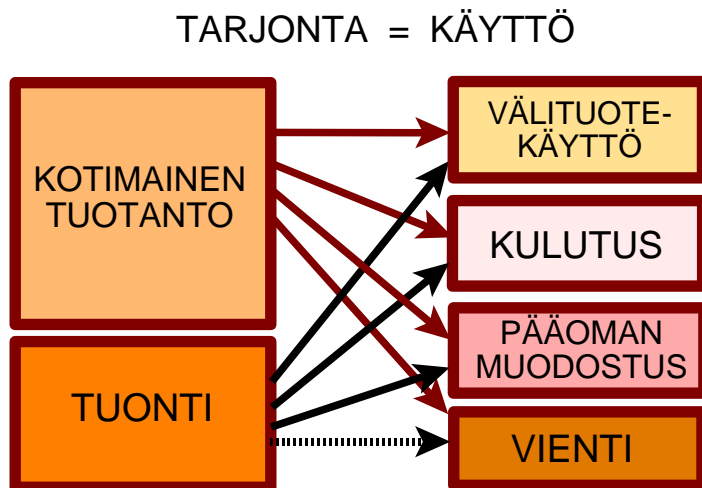 TARJONTA = KÄYTTÖ
KOTIMAINEN
TUOTANTO
TUONTI
VÄLITUOTE-
KÄYTTÖ
KULUTUS
PÄÄOMAN
MUODOSTUS
VIENTI